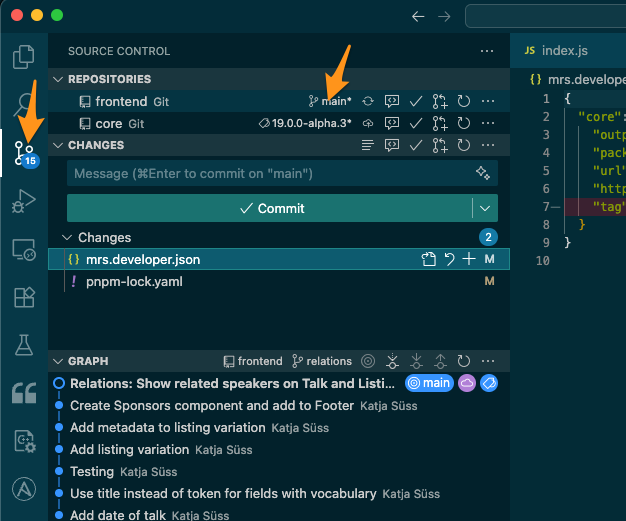 SOURCE CONTROL
JS index.js
REPOSITORIES
{} mrs.develope
frontend Git main*
core Git 19.0.0-alpha.3*
CHANGES
15
Message (⌘Enter to commit on "main")
Commit
Changes 2
{} mrs.developer.json M
! pnpm-lock.yaml M
1 {
2 "core":
3 "outp
4 "pack
5 "url"
6 "http
7 "tag"
8 }
9 }
10
GRAPH frontend relations
Relations: Show related speakers on Talk and Listi... main
Create Sponsors component and add to Footer Katja Süss
Add metadata to listing variation Katja Süss
Add listing variation Katja Süss
Testing Katja Süss
Use title instead of token for fields with vocabulary Katja Süss
Add date of talk Katja Süss